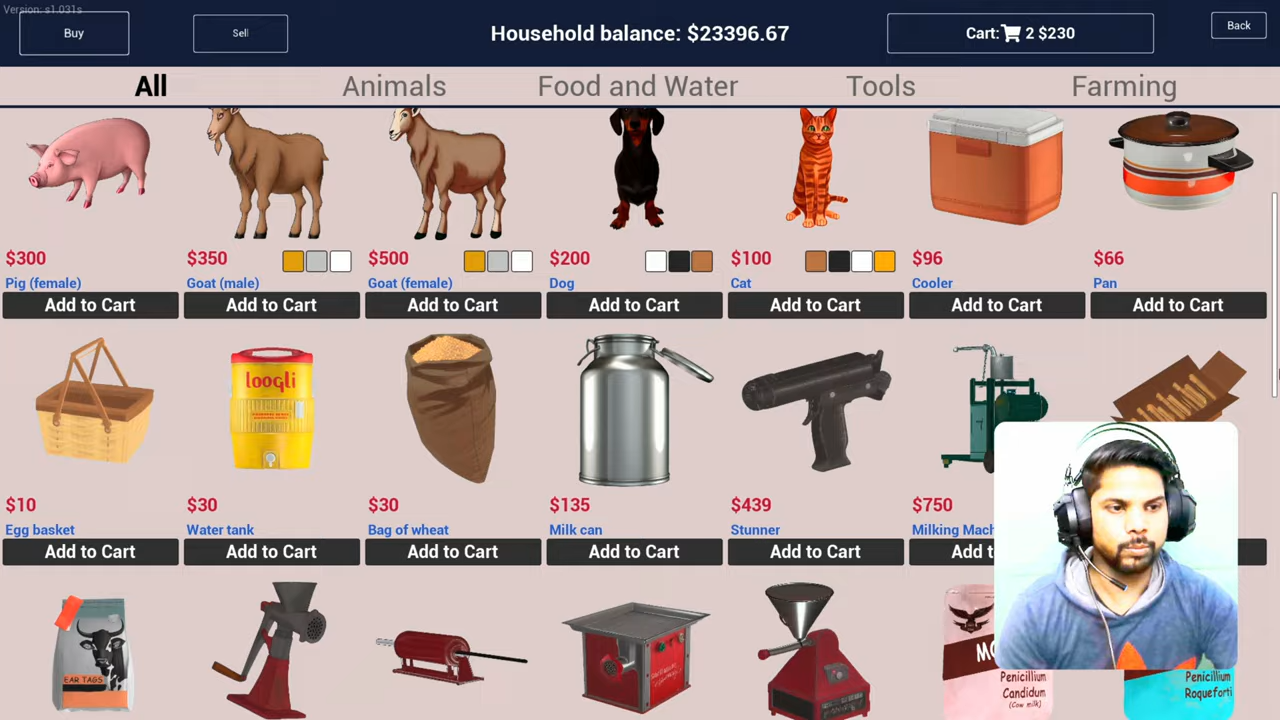 Version: s1.031s
Buy
Sell
Household balance: $23396.67
Cart: 2 $230
Back
All
Animals
Food and Water
Tools
Farming
$300
$350
$500
$200
$100
$96
$66
Pig (female)
Goat (male)
Goat (female)
Dog
Cat
Cooler
Pan
Add to Cart
Add to Cart
Add to Cart
Add to Cart
Add to Cart
Add to Cart
Add to Cart
looqli
$10
$30
$30
$135
$439
$750
Egg basket
Water tank
Bag of wheat
Milk can
Stunner
Milking Mach
Add to Cart
Add to Cart
Add to Cart
Add to Cart
Add to Cart
Add t
EAR TAGS
MO
Penicillium
Candidum
(Cow milk)
Penicillium
Roqueforti